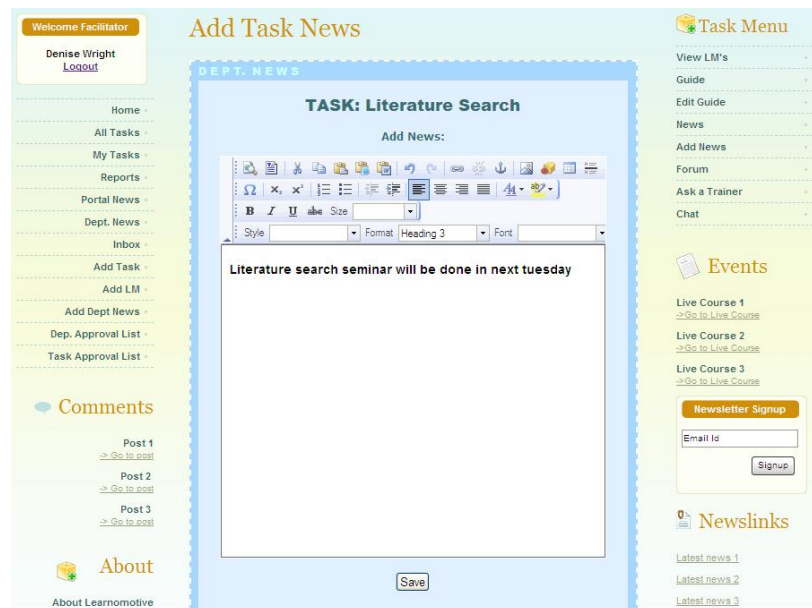 Welcome Facilitator
Denise Wright
Logout
Home
All Tasks
My Tasks
Reports
Portal News
Dept. News
Inbox
Add Task
Add LM
Add Dept News
Dep. Approval List
Task Approval List
Comments
Post 1
-> Go to post
Post 2
-> Go to post
Post 3
-> Go to post
About
About Learnomotive
Add Task News
DEPT. NEWS
TASK: Literature Search
Add News:
B I U abc Size
Style Format Heading 3 Font
Literature search seminar will be done in next tuesday
Save
Task Menu
View LM's
Guide
Edit Guide
News
Add News
Forum
Ask a Trainer
Chat
Events
Live Course 1
->Go to Live Course
Live Course 2
->Go to Live Course
Live Course 3
->Go to Live Course
Newsletter Signup
Email Id
Signup
Newslinks
Latest news 1
Latest news 2
Latest news 3